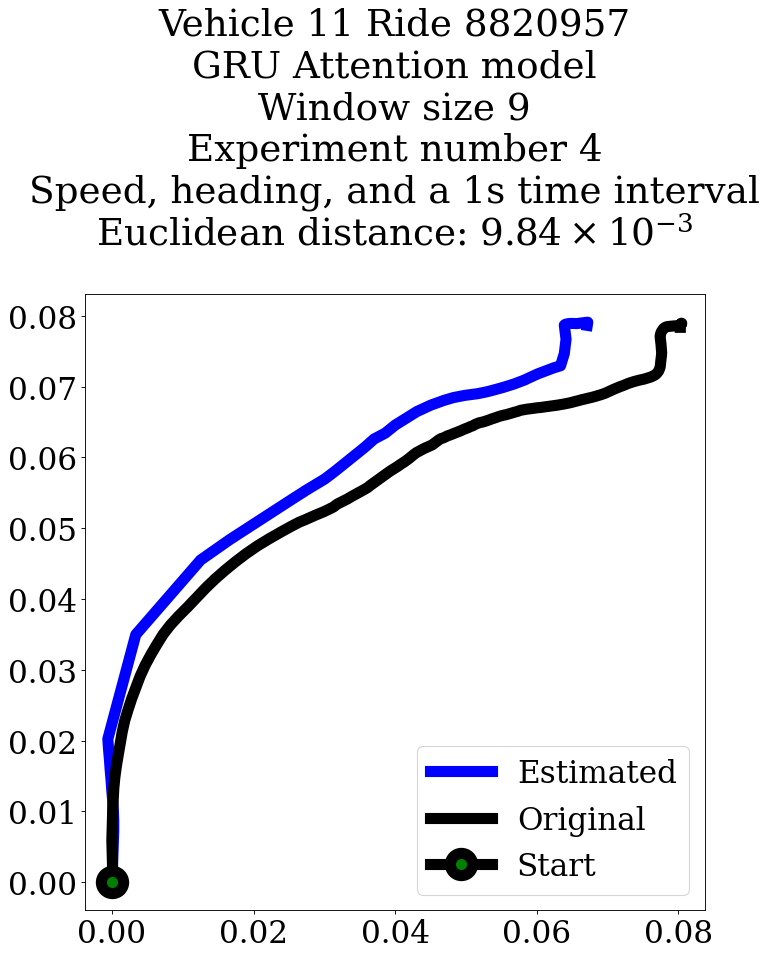 Vehicle 11 Ride 8820957
GRU Attention model
Window size 9
Experiment number 4
Speed, heading, and a 1s time interval
Euclidean distance: 9.84 × 10⁻³
0.08
0.07
0.06
0.05
0.04
0.03
0.02
0.01
0.00
Estimated
Original
Start
0.00 0.02 0.04 0.06 0.08